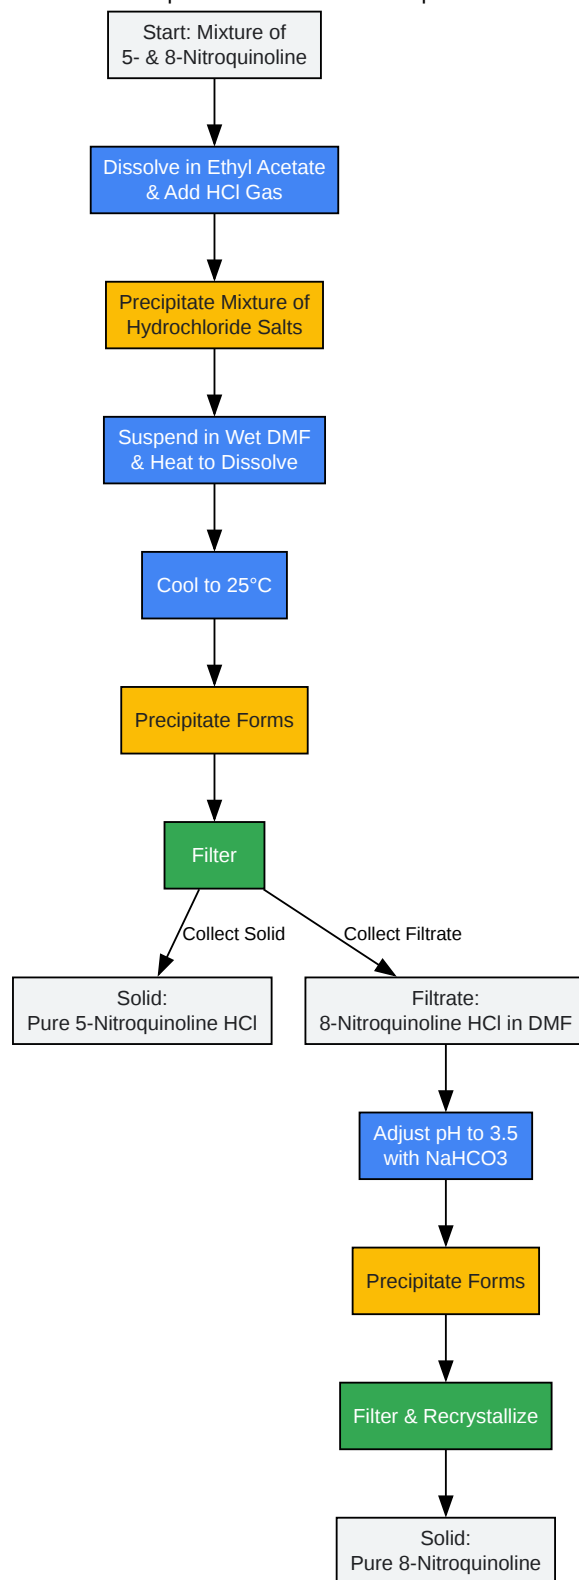 Start: Mixture of
5- & 8-Nitroquinoline
Dissolve in Ethyl Acetate
& Add HCl Gas
Precipitate Mixture of
Hydrochloride Salts
Suspend in Wet DMF
& Heat to Dissolve
Cool to 25°C
Precipitate Forms
Filter
Collect Solid
Collect Filtrate
Solid:
Pure 5-Nitroquinoline HCl
Filtrate:
8-Nitroquinoline HCl in DMF
Adjust pH to 3.5
with NaHCO3
Precipitate Forms
Filter & Recrystallize
Solid:
Pure 8-Nitroquinoline